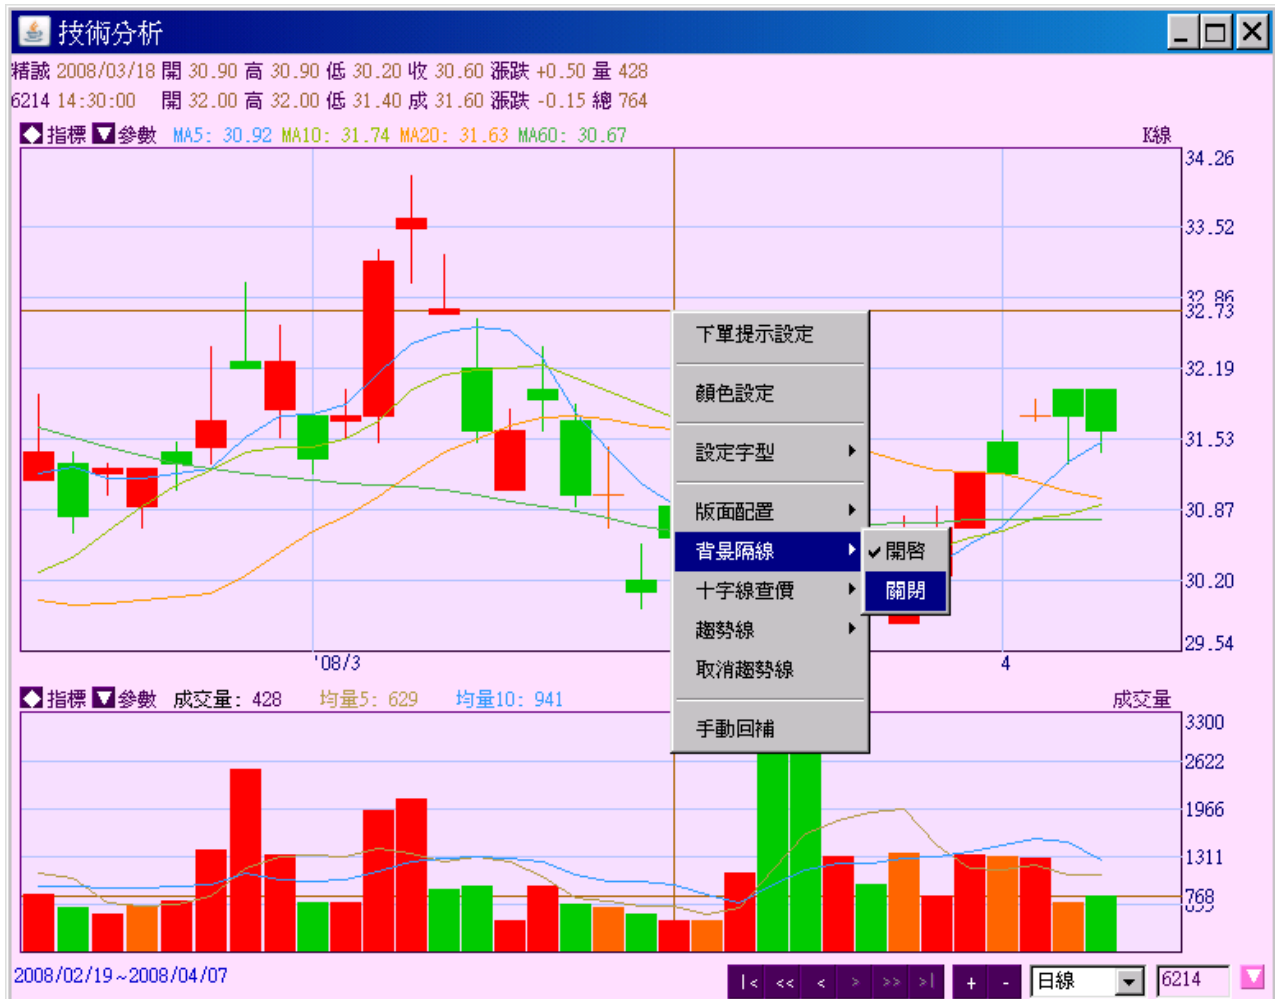 技術分析
精誠 2008/03/18 開 30.90 高 30.90 低 30.20 收 30.60 漲跌 +0.50 量 428
6214 14:30:00 開 32.00 高 32.00 低 31.40 成 31.60 漲跌 -0.15 總 764
指標 參數 MA5: 30.92 MA10: 31.74 MA20: 31.63 MA60: 30.67 K線
34.26
33.52
32.86
32.73
32.19
31.53
30.87
30.20
29.54
下單提示設定
顏色設定
設定字型
版面配置
背景隔線
十字線查價
趨勢線
取消趨勢線
手動回補
開啓
關閉
'08/3 4
指標 參數 成交量: 428 均量5: 629 均量10: 941 成交量
3300
2622
1966
1311
768
2008/02/19~2008/04/07 |< << < > >> >| + - 日線 6214